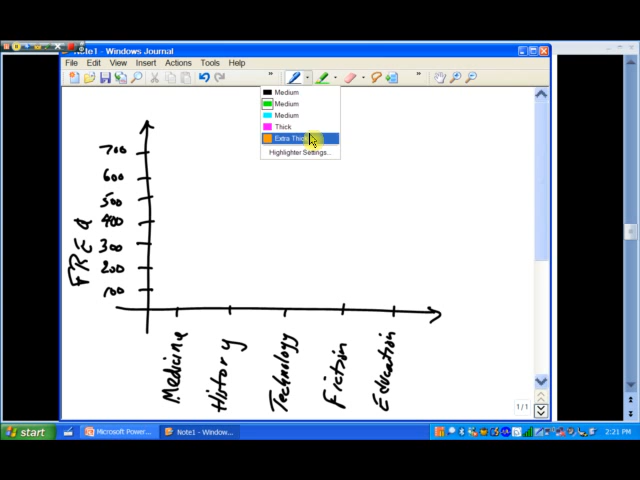 Note1 - Windows Journal
File Edit View Insert Actions Tools Help
Medium
Medium
Medium
Thick
Extra Thick
Highlighter Settings...
700
600
500
400
300
200
100
FREQ
Medicine
History
Technology
Friction
Education
1/1
start
Microsoft Power...
Note1 - Window...
2:21 PM